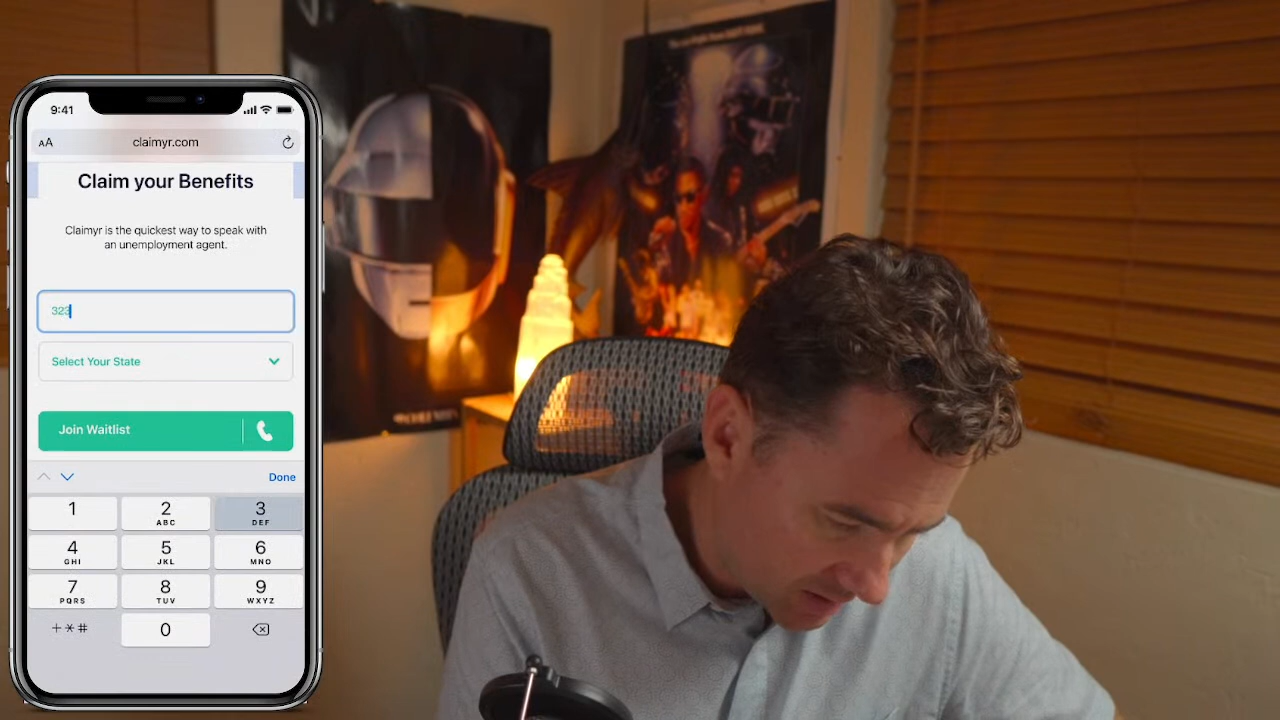 9:41
AA
claimyr.com
Claim your Benefits
Claimyr is the quickest way to speak with
an unemployment agent.
323
Select Your State
Join Waitlist
Done
1
2
ABC
3
DEF
4
GHI
5
JKL
6
MNO
7
PQRS
8
TUV
9
WXYZ
+*#
0